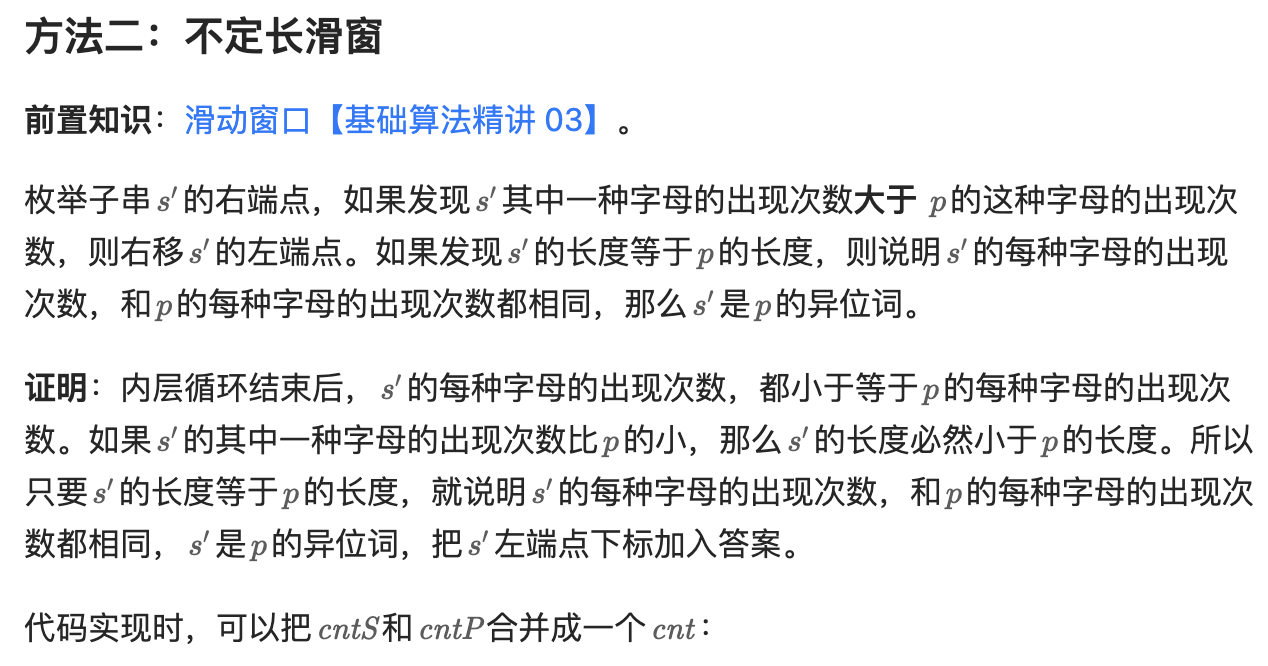 方法二：不定长滑窗
前置知识：滑动窗口【基础算法精讲 03】。
枚举子串 s′ 的右端点，如果发现 s′ 其中一种字母的出现次数大于 p 的这种字母的出现次
数，则右移 s′ 的左端点。如果发现 s′ 的长度等于 p 的长度，则说明 s′ 的每种字母的出现
次数，和 p 的每种字母的出现次数都相同，那么 s′ 是 p 的异位词。
证明：内层循环结束后， s′ 的每种字母的出现次数，都小于等于 p 的每种字母的出现次
数。如果 s′ 的其中一种字母的出现次数比 p 的小，那么 s′ 的长度必然小于 p 的长度。所以
只要 s′ 的长度等于 p 的长度，就说明 s′ 的每种字母的出现次数，和 p 的每种字母的出现次
数都相同， s′ 是 p 的异位词，把 s′ 左端点下标加入答案。
代码实现时，可以把 cntS 和 cntP 合并成一个 cnt：